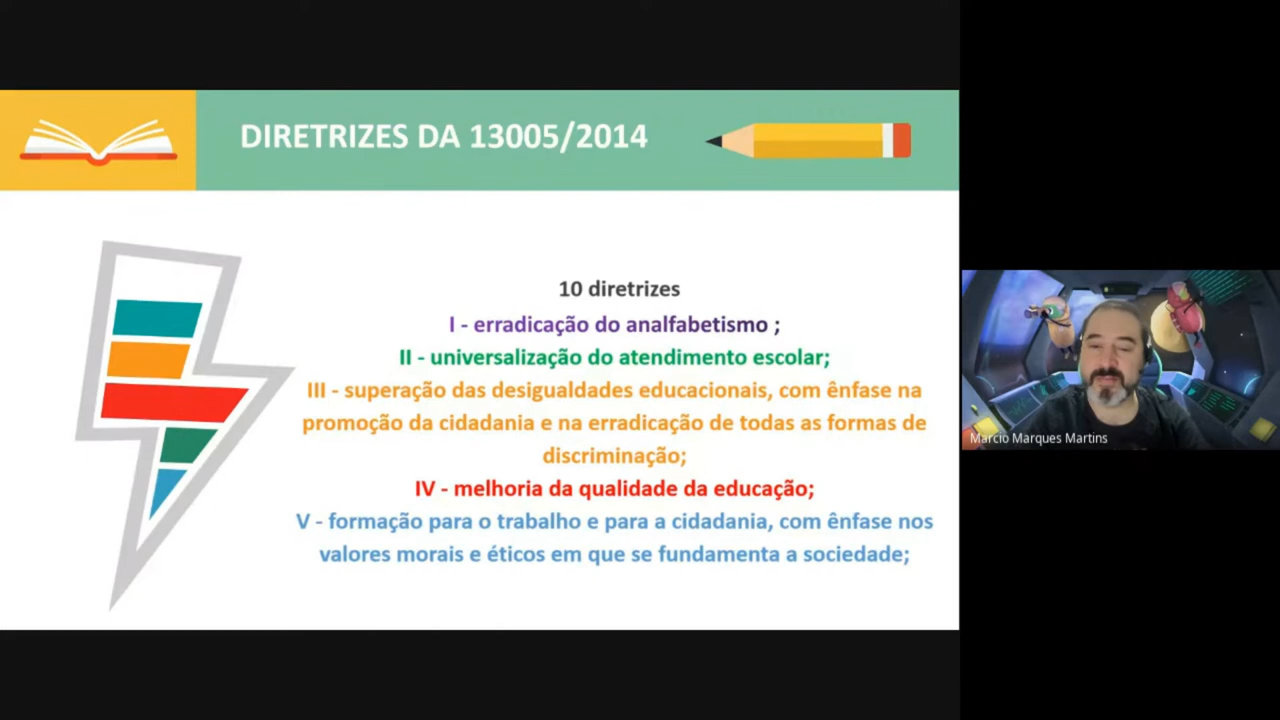 DIRETRIZES DA 13005/2014
10 diretrizes
I - erradicação do analfabetismo ;
II - universalização do atendimento escolar;
III - superação das desigualdades educacionais, com ênfase na
promoção da cidadania e na erradicação de todas as formas de
discriminação;
IV - melhoria da qualidade da educação;
V - formação para o trabalho e para a cidadania, com ênfase nos
valores morais e éticos em que se fundamenta a sociedade;
Marcio Marques Martins